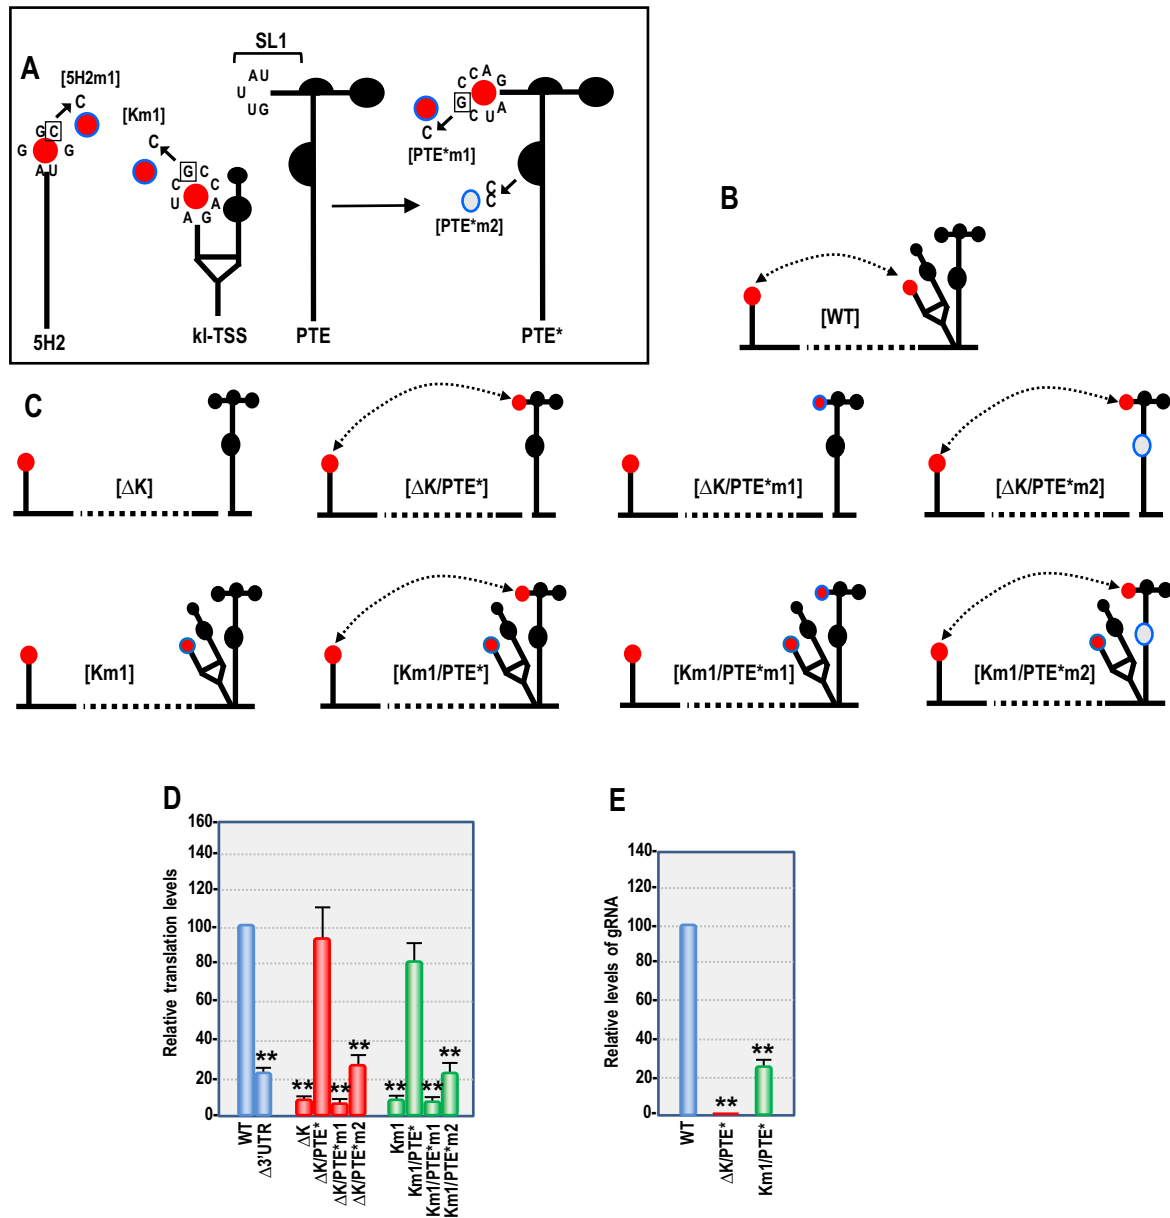 A
[5H2m1]
C
G C
G G
A U
5H2
[Km1]
C
G C
C C
U A
A G
kl-TSS
SL1
A U
U
U G
PTE
C A
C G
G A
C U
C
[PTE*m1]
C
C
[PTE*m2]
PTE*
B
[WT]
C
[ΔK]
[ΔK/PTE*]
[ΔK/PTE*m1]
[ΔK/PTE*m2]
[Km1]
[Km1/PTE*]
[Km1/PTE*m1]
[Km1/PTE*m2]
D
Relative translation levels
160
140
120
100
80
60
40
20
0
**
**
**
**
**
**
**
WT
Δ3'UTR
ΔK
ΔK/PTE*
ΔK/PTE*m1
ΔK/PTE*m2
Km1
Km1/PTE*
Km1/PTE*m1
Km1/PTE*m2
E
Relative levels of gRNA
140
120
100
80
60
40
20
0
**
**
WT
ΔK/PTE*
Km1/PTE*